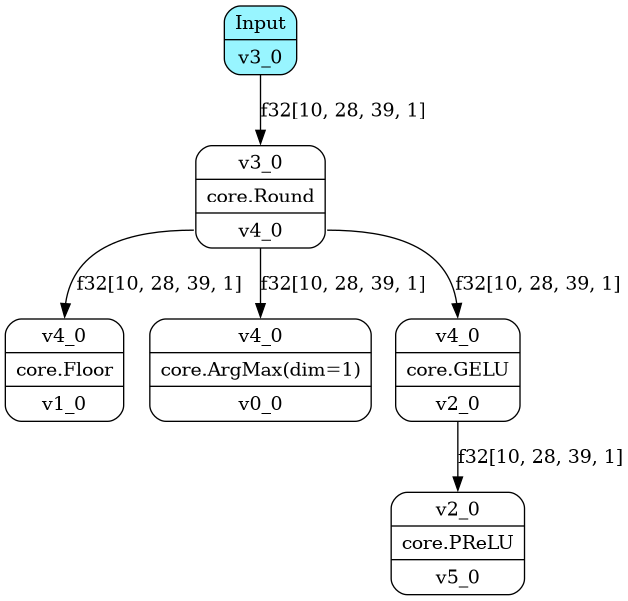 Input
v3_0
f32[10, 28, 39, 1]
v3_0
core.Round
v4_0
f32[10, 28, 39, 1]
f32[10, 28, 39, 1]
f32[10, 28, 39, 1]
v4_0
core.Floor
v1_0
v4_0
core.ArgMax(dim=1)
v0_0
v4_0
core.GELU
v2_0
f32[10, 28, 39, 1]
v2_0
core.PReLU
v5_0